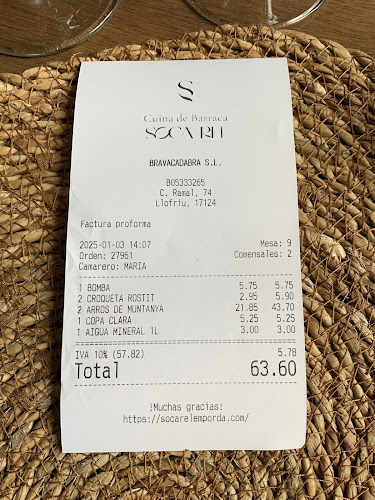 S
Cuina de Barraca
SOCAREL
BRAVACADABRA S.L.
B05333265
C. Ramal, 74
Llofriu, 17124
Factura proforma
2025-01-03 14:07 Mesa: 9
Orden: 27961 Comensales: 2
Camarero: MARIA
1 BOMBA 5.75 5.75
2 CROQUETA ROSTIT 2.95 5.90
2 ARROS DE MUNTANYA 21.85 43.70
1 COPA CLARA 5.25 5.25
1 AIGUA MINERAL 1L 3.00 3.00
IVA 10% (57.82) 5.78
Total 63.60
!Muchas gracias!
https://socarelemporda.com/